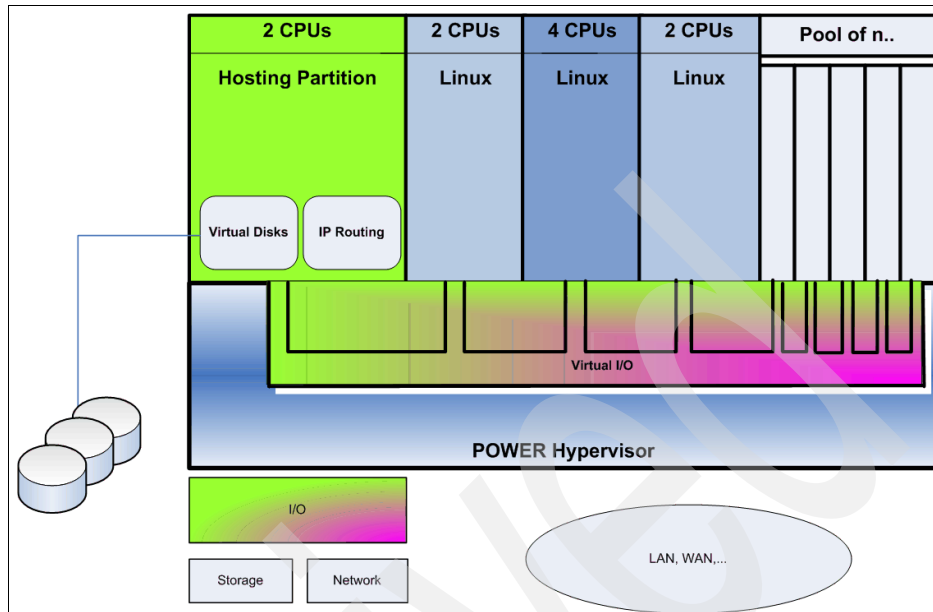 2 CPUs
2 CPUs
4 CPUs
2 CPUs
Pool of n..
Hosting Partition
Linux
Linux
Linux
Virtual Disks
IP Routing
Virtual I/O
POWER Hypervisor
I/O
Storage
Network
LAN, WAN,...